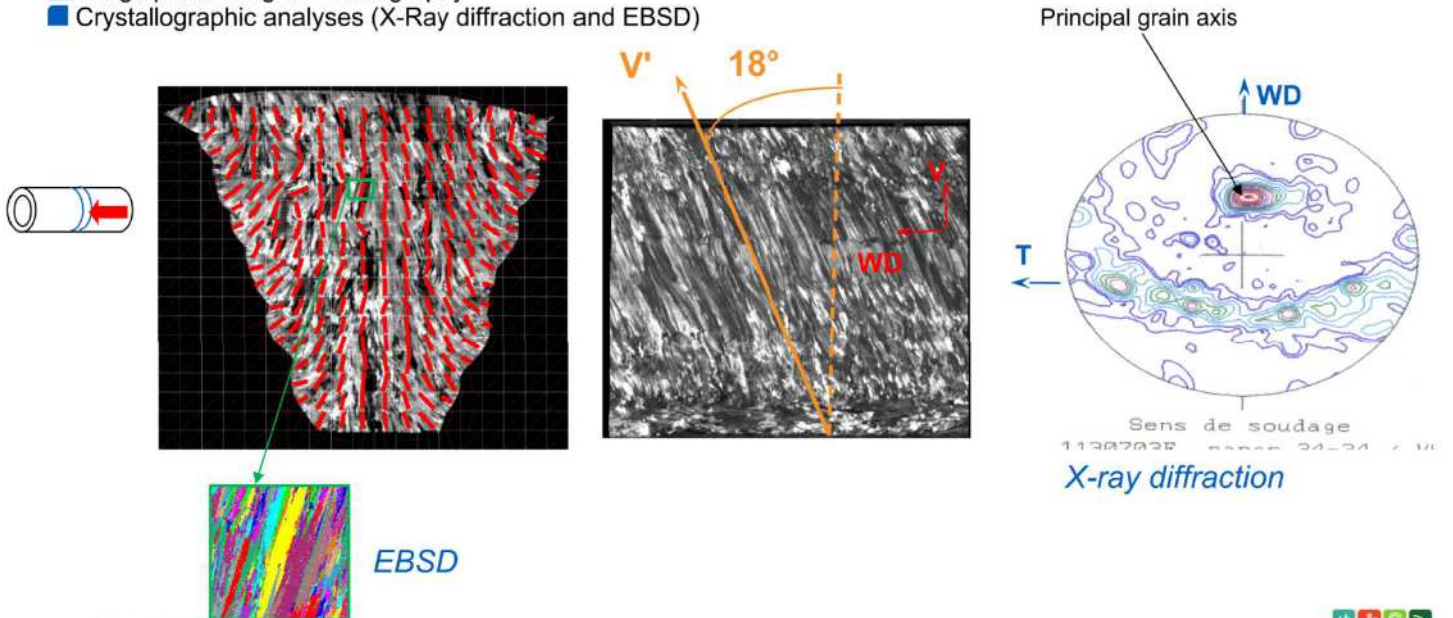 Crystallographic analyses (X-Ray diffraction and EBSD)
Principal grain axis
V'
18°
WD
V
WD
T
Sens de soudage
X-ray diffraction
EBSD